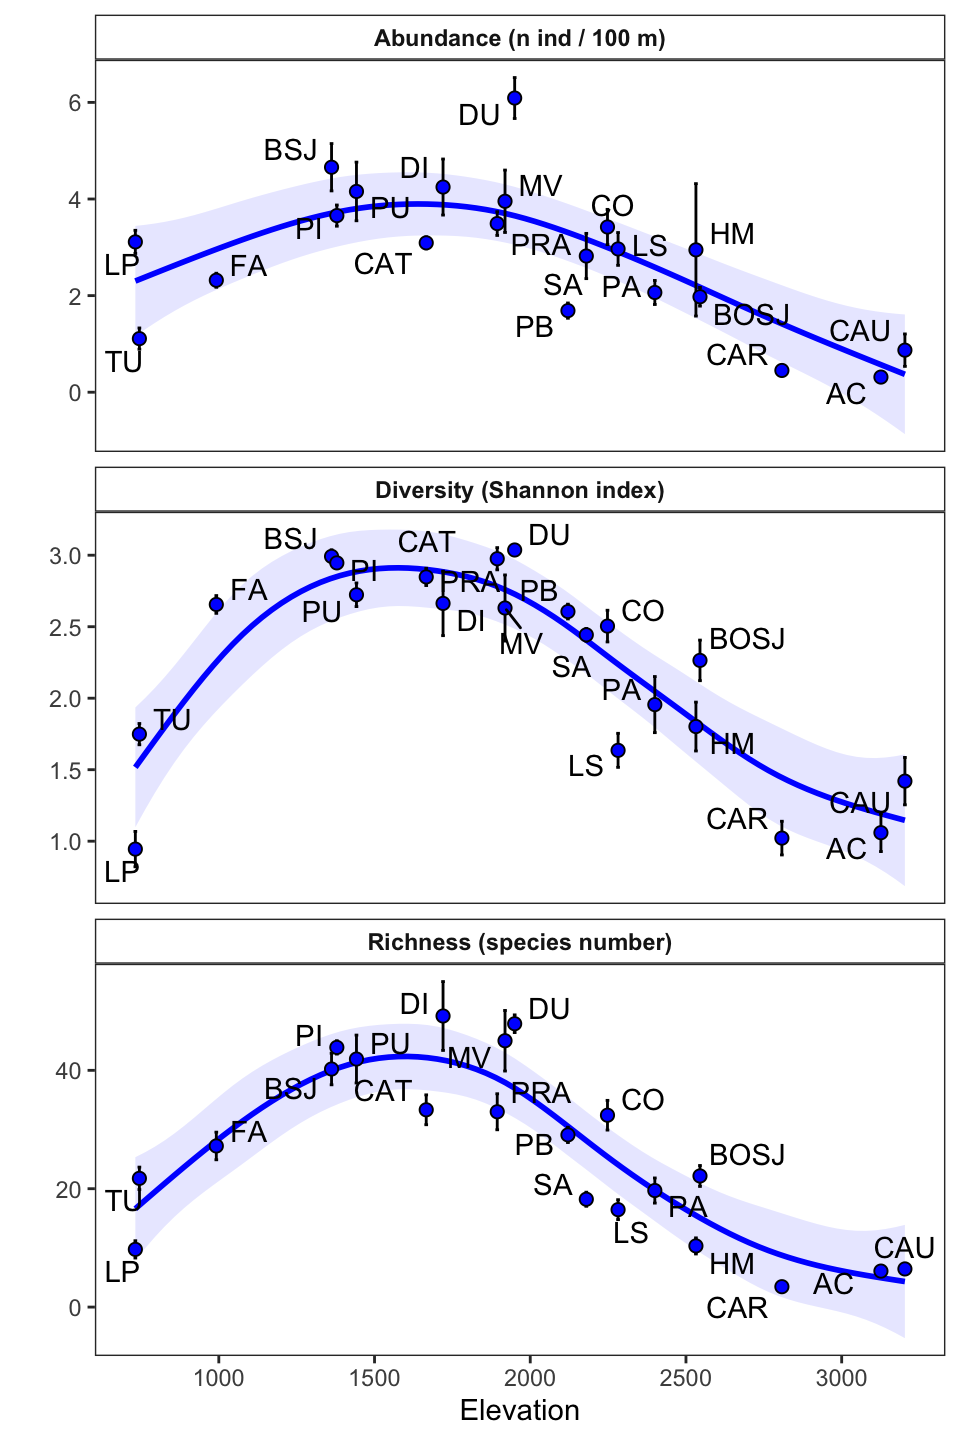 Abundance (n ind / 100 m)
6
4
2
0
DU
BSJ
DI
MV
PU
CO
PI
HM
PRA
LS
LP
FA
CAT
SA
PA
BOSJ
PB
CAU
TU
CAR
AC
Diversity (Shannon index)
3.0
2.5
2.0
1.5
1.0
BSJ
CAT
DU
PI
PRA
PB
FA
PU
DI
CO
MV
BOSJ
SA
PA
TU
HM
LS
CAU
CAR
AC
LP
Richness (species number)
40
20
0
DI
DU
PI
PU
MV
BSJ
CAT
PRA
CO
FA
PB
BOSJ
SA
TU
PA
LS
CAU
LP
HM
AC
CAR
1000 1500 2000 2500 3000
Elevation